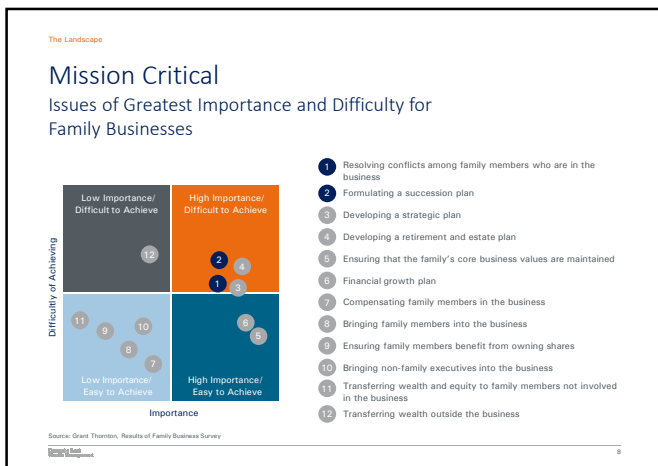 The Landscape
Mission Critical
Issues of Greatest Importance and Difficulty for
Family Businesses
Difficultly of Achieving
Low Importance/
Difficult to Achieve
High Importance/
Difficult to Achieve
12
2
4
1
3
11
9
10
8
7
6
5
Low Importance/
Easy to Achieve
High Importance/
Easy to Achieve
Importance
1 Resolving conflicts among family members who are in the
business
2 Formulating a succession plan
3 Developing a strategic plan
4 Developing a retirement and estate plan
5 Ensuring that the family's core business values are maintained
6 Financial growth plan
7 Compensating family members in the business
8 Bringing family members into the business
9 Ensuring family members benefit from owning shares
10 Bringing non-family executives into the business
11 Transferring wealth and equity to family members not involved
in the business
12 Transferring wealth outside the business
Source: Grant Thornton, Results of Family Business Survey
Wealth Management
8